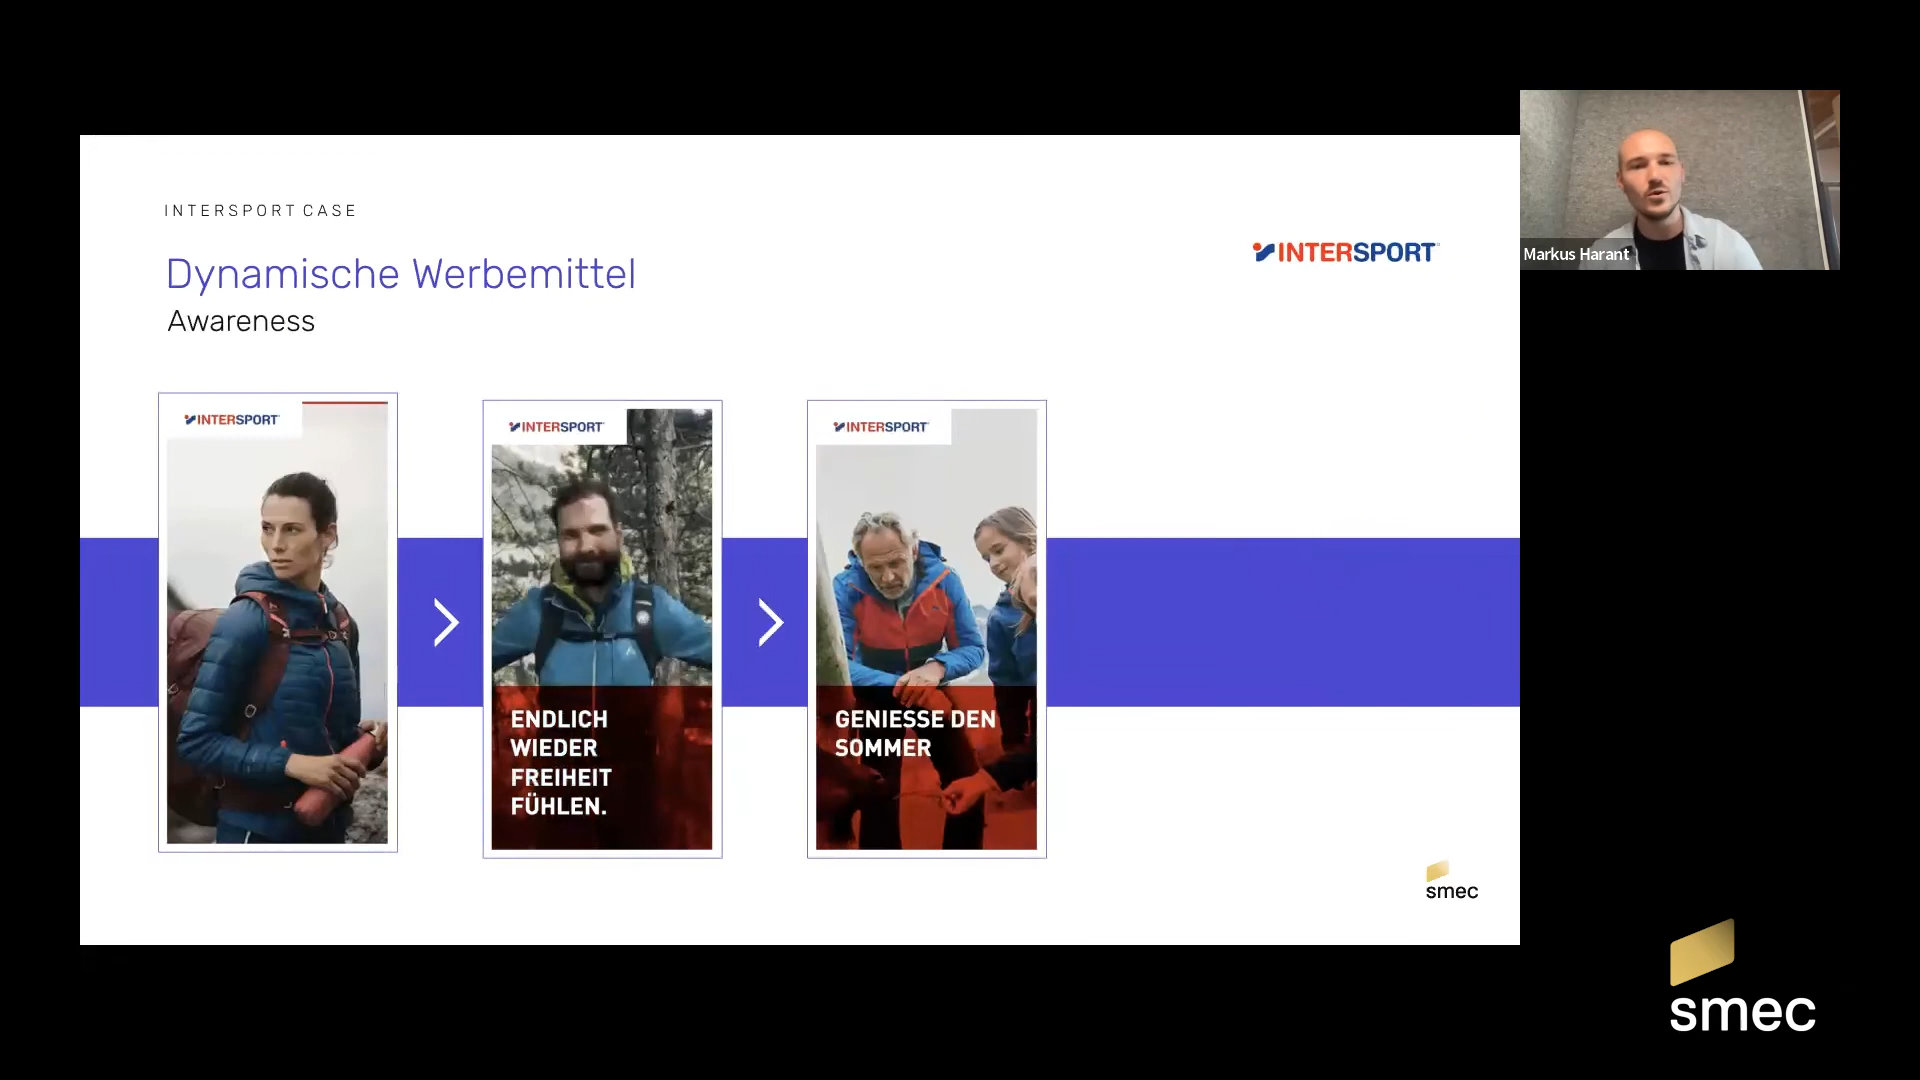 INTERSPORT CASE
Dynamische Werbemittel
Awareness
INTERSPORT
INTERSPORT
INTERSPORT
INTERSPORT
ENDLICH
WIEDER
FREIHEIT
FÜHLEN.
GENIESSE DEN
SOMMER
smec
Markus Harant
smec